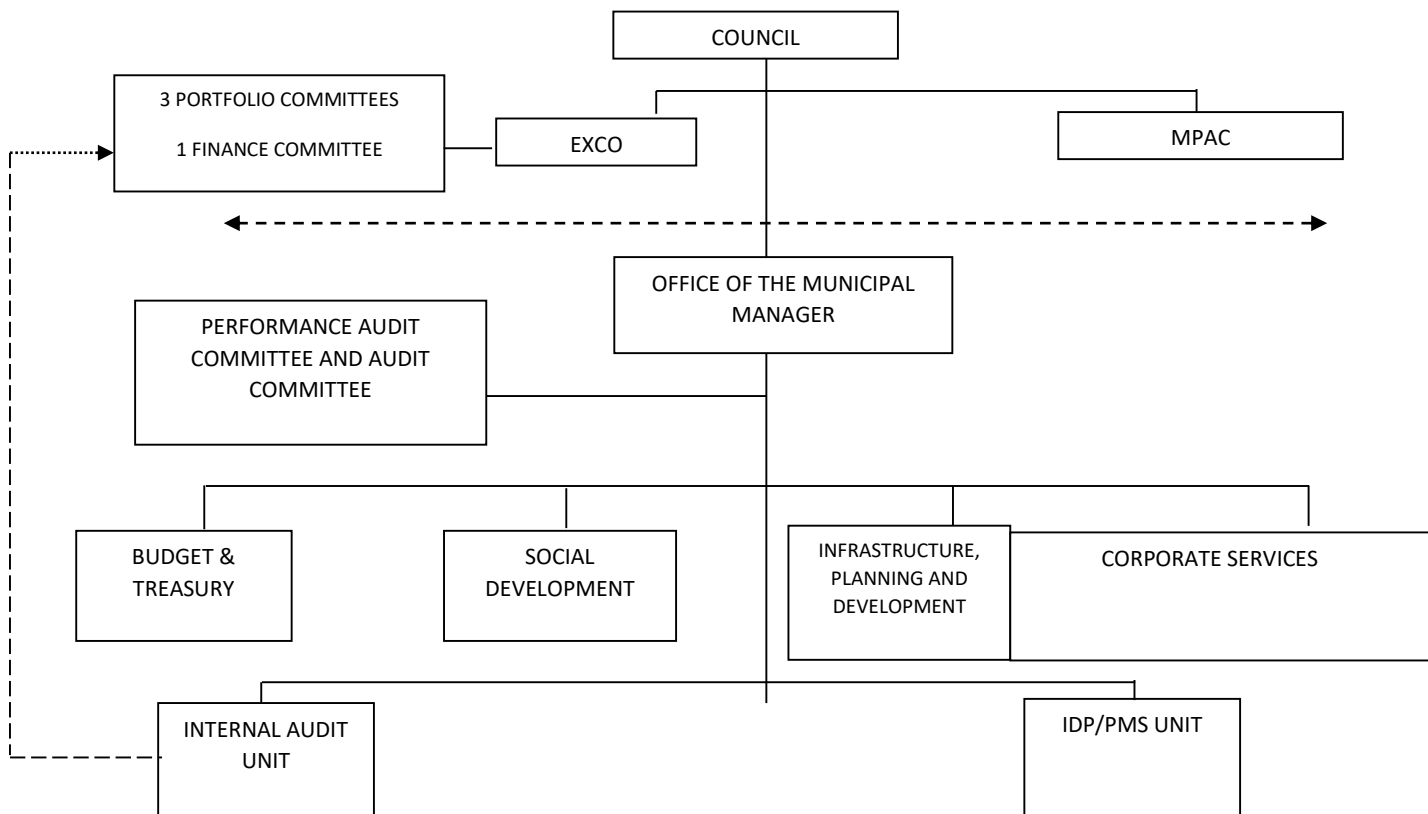 COUNCIL
3 PORTFOLIO COMMITTEES
1 FINANCE COMMITTEE
EXCO
MPAC
OFFICE OF THE MUNICIPAL
MANAGER
PERFORMANCE AUDIT
COMMITTEE AND AUDIT
COMMITTEE
BUDGET &
TREASURY
SOCIAL
DEVELOPMENT
INFRASTRUCTURE,
PLANNING AND
DEVELOPMENT
CORPORATE SERVICES
INTERNAL AUDIT
UNIT
IDP/PMS UNIT